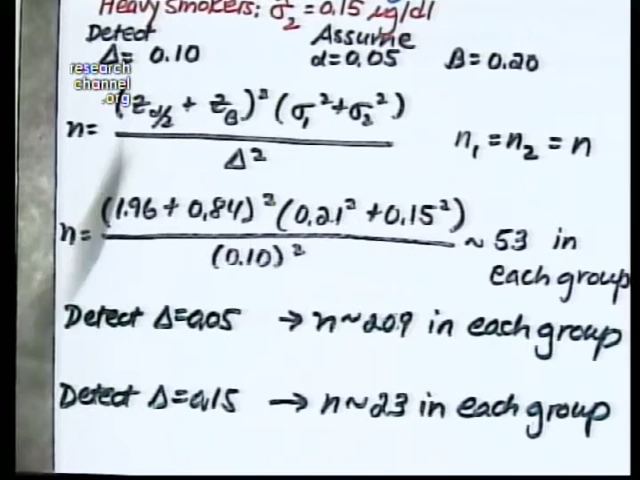 Heavy smokers: σ₂ = 0.15 μg/dl
Detect Assume
Δ = 0.10 α=0.05 β=0.20
research
channel
.org
n= (z_α/2 + z_β)² (σ₁² + σ₂²) / Δ² n₁ = n₂ = n
n= (1.96 + 0.84)² (0.21² + 0.15²) / (0.10)² ~ 53 in
each group
Detect Δ=0.05 → n~209 in each group
Detect Δ=0.15 → n~23 in each group